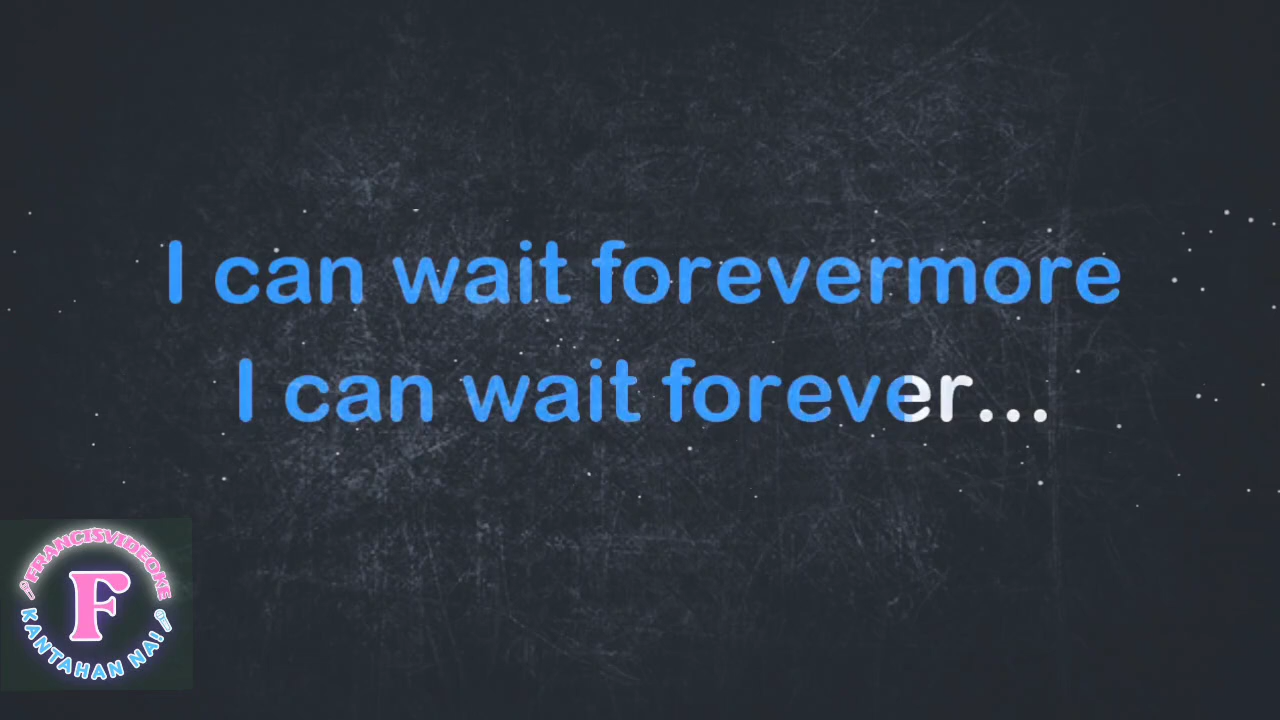 I can wait forevermore
I can wait forever...
FRANCISVIDEOKE
F
KANTAHAN NA!